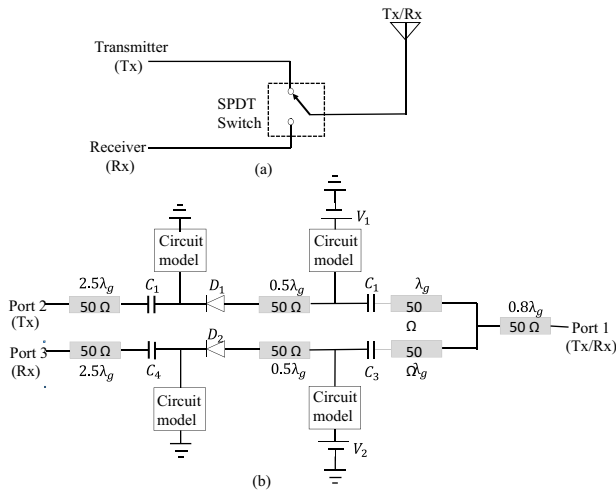 Tx/Rx
Transmitter
(Tx)
SPDT
Switch
Receiver
(Rx)
(a)
V₁
Circuit
model
Circuit
model
2.5λg
C₁
D₁
0.5λg
C₁
λg
0.8λg
Port 2
(Tx)
50 Ω
50 Ω
50
Ω
50 Ω
Port 1
(Tx/Rx)
D₂
Port 3
(Rx)
50 Ω
50 Ω
50
2.5λg
C₄
0.5λg
C₃
Ωλg
Circuit
model
Circuit
model
V₂
(b)